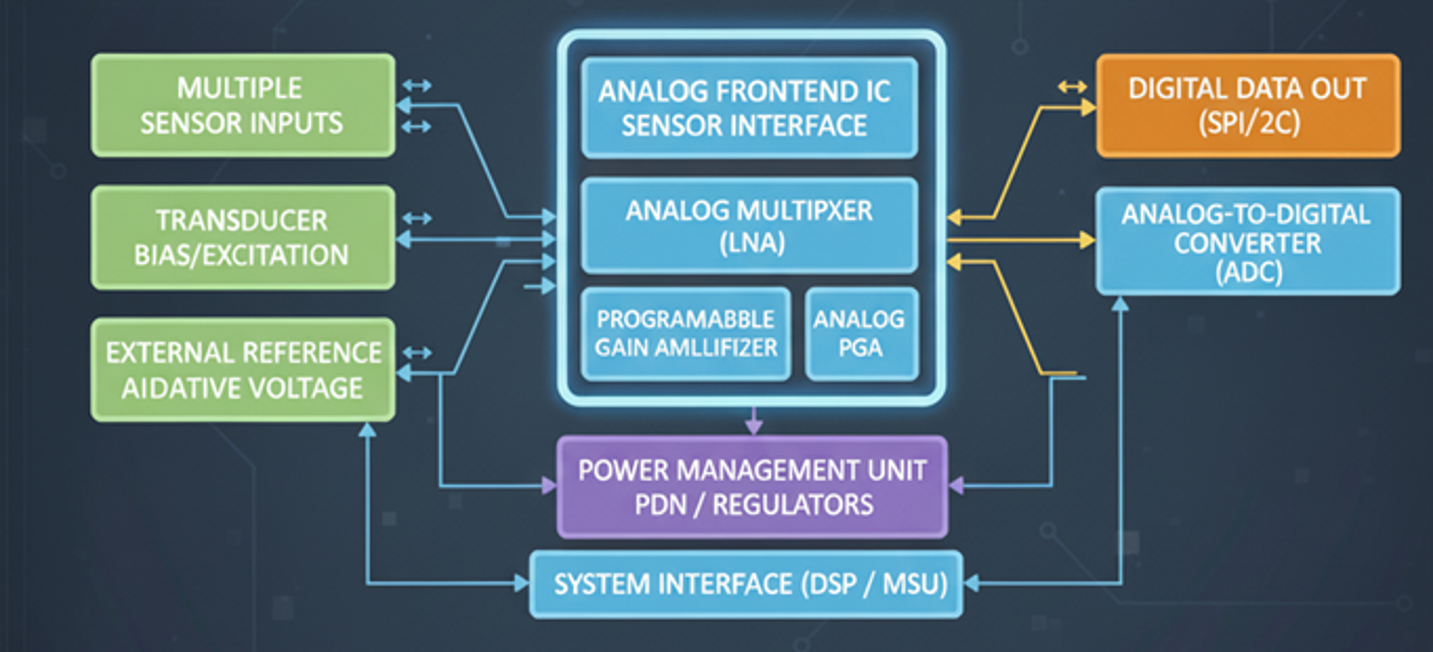 MULTIPLE
SENSOR INPUTS
TRANSDUCER
BIAS/EXCITATION
EXTERNAL REFERENCE
AIDATIVE VOLTAGE
ANALOG FRONTEND IC
SENSOR INTERFACE
ANALOG MULTIPXER
(LNA)
PROGRAMABBLE
GAIN AMLLIFIZER
ANALOG
PGA
POWER MANAGEMENT UNIT
PDN / REGULATORS
SYSTEM INTERFACE (DSP / MSU)
DIGITAL DATA OUT
(SPI/2C)
ANALOG-TO-DIGITAL
CONVERTER
(ADC)